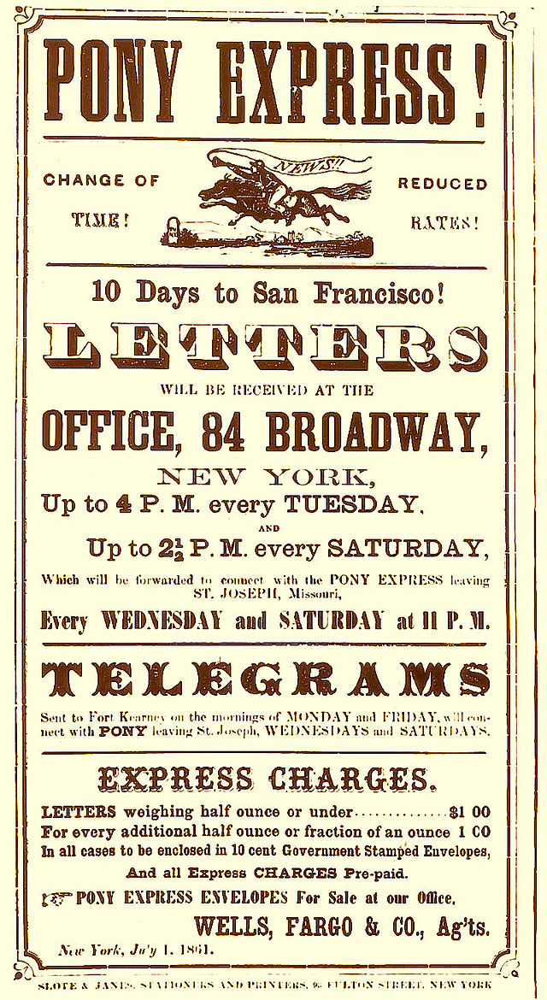 PONY EXPRESS!
NEWS!!
CHANGE OF
TIME!
REDUCED
RATES!
10 Days to San Francisco!
LETTERS
WILL BE RECEIVED AT THE
OFFICE, 84 BROADWAY,
NEW YORK,
Up to 4 P. M. every TUESDAY,
AND
Up to 2½ P. M. every SATURDAY,
Which will be forwarded to connect with the PONY EXPRESS leaving
ST. JOSEPH, Missouri,
Every WEDNESDAY and SATURDAY at 11 P. M.
TELEGRAMS
Sent to Fort Kearney on the mornings of MONDAY and FRIDAY, will con-
nect with PONY leaving St. Joseph, WEDNESDAYS and SATURDAYS.
EXPRESS CHARGES.
LETTERS weighing half ounce or under..............$1 00
For every additional half ounce or fraction of an ounce 1 00
In all cases to be enclosed in 10 cent Government Stamped Envelopes,
And all Express CHARGES Pre-paid.
☞ PONY EXPRESS ENVELOPES For Sale at our Office.
WELLS, FARGO & CO., Ag'ts.
New York, July 1, 1861.
SLOTE & JANES, STATIONERS AND PRINTERS, FULTON STREET, NEW YORK